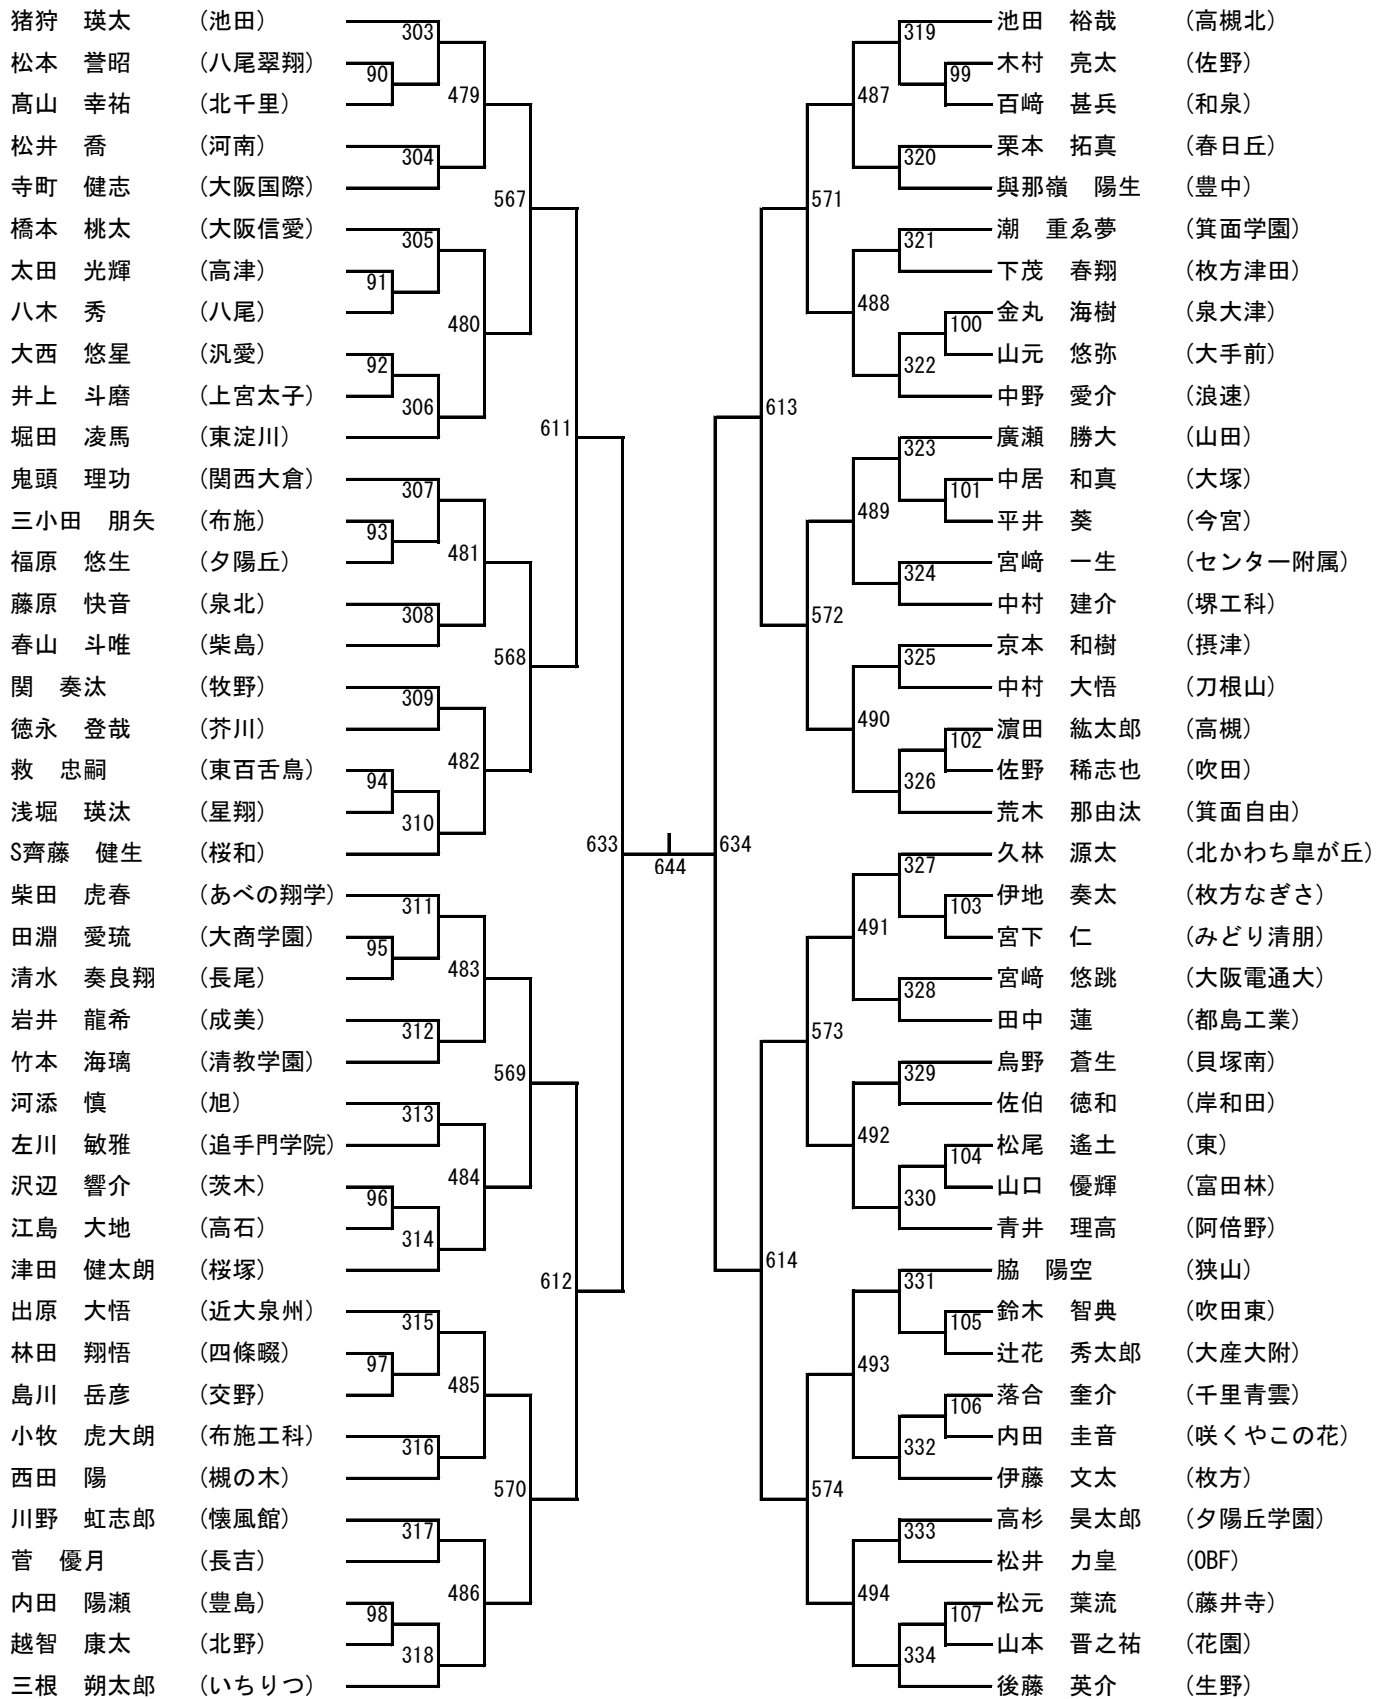 猪狩　瑛太　（池田）
松本　誉昭　（八尾翠翔）
髙山　幸祐　（北千里）
松井　喬　（河南）
寺町　健志　（大阪国際）
橋本　桃太　（大阪信愛）
太田　光輝　（高津）
八木　秀　（八尾）
大西　悠星　（汎愛）
井上　斗磨　（上宮太子）
堀田　凌馬　（東淀川）
鬼頭　理功　（関西大倉）
三小田　朋矢　（布施）
福原　悠生　（夕陽丘）
藤原　快音　（泉北）
春山　斗唯　（柴島）
関　奏汰　（牧野）
徳永　登哉　（芥川）
救　忠嗣　（東百舌鳥）
浅堀　瑛汰　（星翔）
S齊藤　健生　（桜和）
柴田　虎春　（あべの翔学）
田淵　愛琉　（大商学園）
清水　奏良翔　（長尾）
岩井　龍希　（成美）
竹本　海璃　（清教学園）
河添　慎　（旭）
左川　敏雅　（追手門学院）
沢辺　響介　（茨木）
江島　大地　（高石）
津田　健太朗　（桜塚）
出原　大悟　（近大泉州）
林田　翔悟　（四條畷）
島川　岳彦　（交野）
小牧　虎大朗　（布施工科）
西田　陽　（槻の木）
川野　虹志郎　（懐風館）
菅　優月　（長吉）
内田　陽瀬　（豊島）
越智　康太　（北野）
三根　朔太郎　（いちりつ）
90
91
92
93
94
95
96
97
98
303
304
305
306
307
308
309
310
311
312
313
314
315
316
317
318
479
480
481
482
483
484
485
486
567
568
569
570
611
612
633
644
634
613
614
571
572
573
574
487
488
489
490
491
492
493
494
319
320
321
322
323
324
325
326
327
328
329
330
331
332
333
334
99
100
101
102
103
104
105
106
107
池田　裕哉　（高槻北）
木村　亮太　（佐野）
百﨑　甚兵　（和泉）
栗本　拓真　（春日丘）
與那嶺　陽生　（豊中）
潮　重ゑ夢　（箕面学園）
下茂　春翔　（枚方津田）
金丸　海樹　（泉大津）
山元　悠弥　（大手前）
中野　愛介　（浪速）
廣瀬　勝大　（山田）
中居　和真　（大塚）
平井　葵　（今宮）
宮﨑　一生　（センター附属）
中村　建介　（堺工科）
京本　和樹　（摂津）
中村　大悟　（刀根山）
濵田　紘太郎　（高槻）
佐野　稀志也　（吹田）
荒木　那由汰　（箕面自由）
久林　源太　（北かわち皐が丘）
伊地　奏太　（枚方なぎさ）
宮下　仁　（みどり清朋）
宮﨑　悠跳　（大阪電通大）
田中　蓮　（都島工業）
烏野　蒼生　（貝塚南）
佐伯　徳和　（岸和田）
松尾　遙土　（東）
山口　優輝　（富田林）
青井　理高　（阿倍野）
脇　陽空　（狭山）
鈴木　智典　（吹田東）
辻花　秀太郎　（大産大附）
落合　奎介　（千里青雲）
内田　圭音　（咲くやこの花）
伊藤　文太　（枚方）
高杉　昊太郎　（夕陽丘学園）
松井　力皇　（OBF）
松元　葉流　（藤井寺）
山本　晋之祐　（花園）
後藤　英介　（生野）